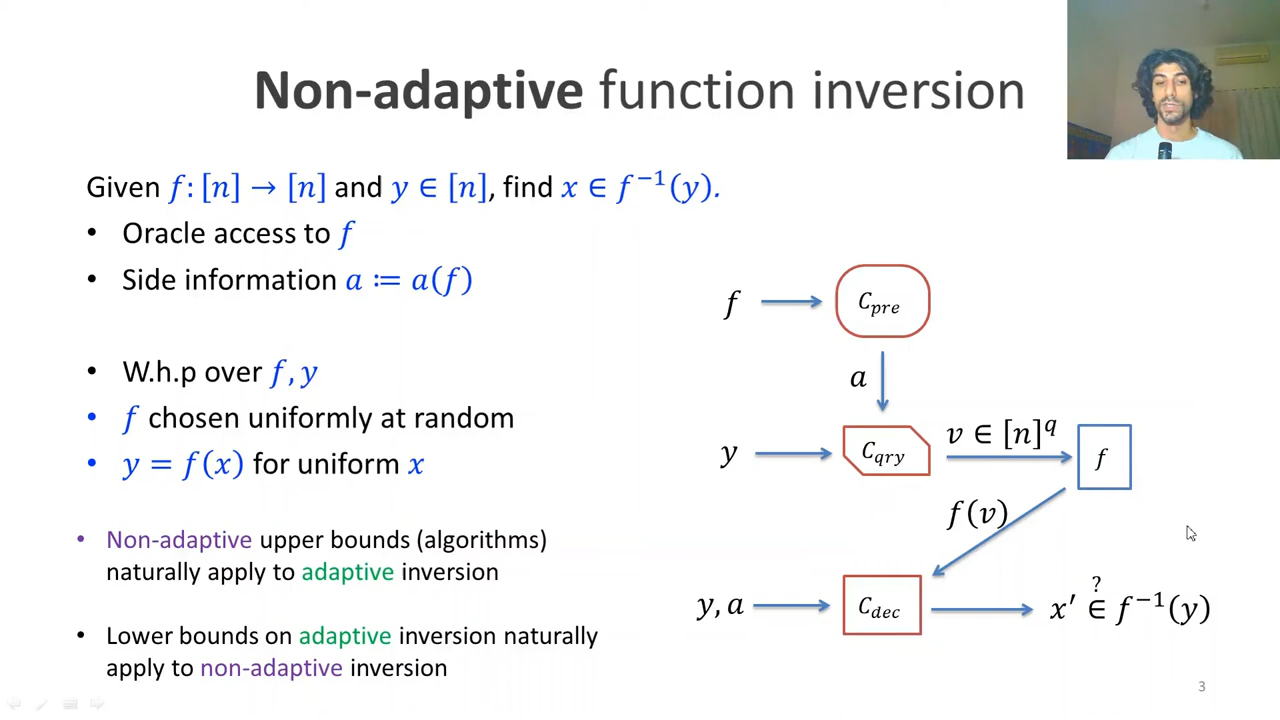 Non-adaptive function inversion
Given f: [n] → [n] and y ∈ [n], find x ∈ f⁻¹(y).
• Oracle access to f
• Side information a ≔ a(f)
• W.h.p over f, y
• f chosen uniformly at random
• y = f(x) for uniform x
• Non-adaptive upper bounds (algorithms)
naturally apply to adaptive inversion
• Lower bounds on adaptive inversion naturally
apply to non-adaptive inversion
f
C_pre
a
y
C_qry
v ∈ [n]^q
f
f(v)
y, a
C_dec
?
x′ ∈ f⁻¹(y)
3